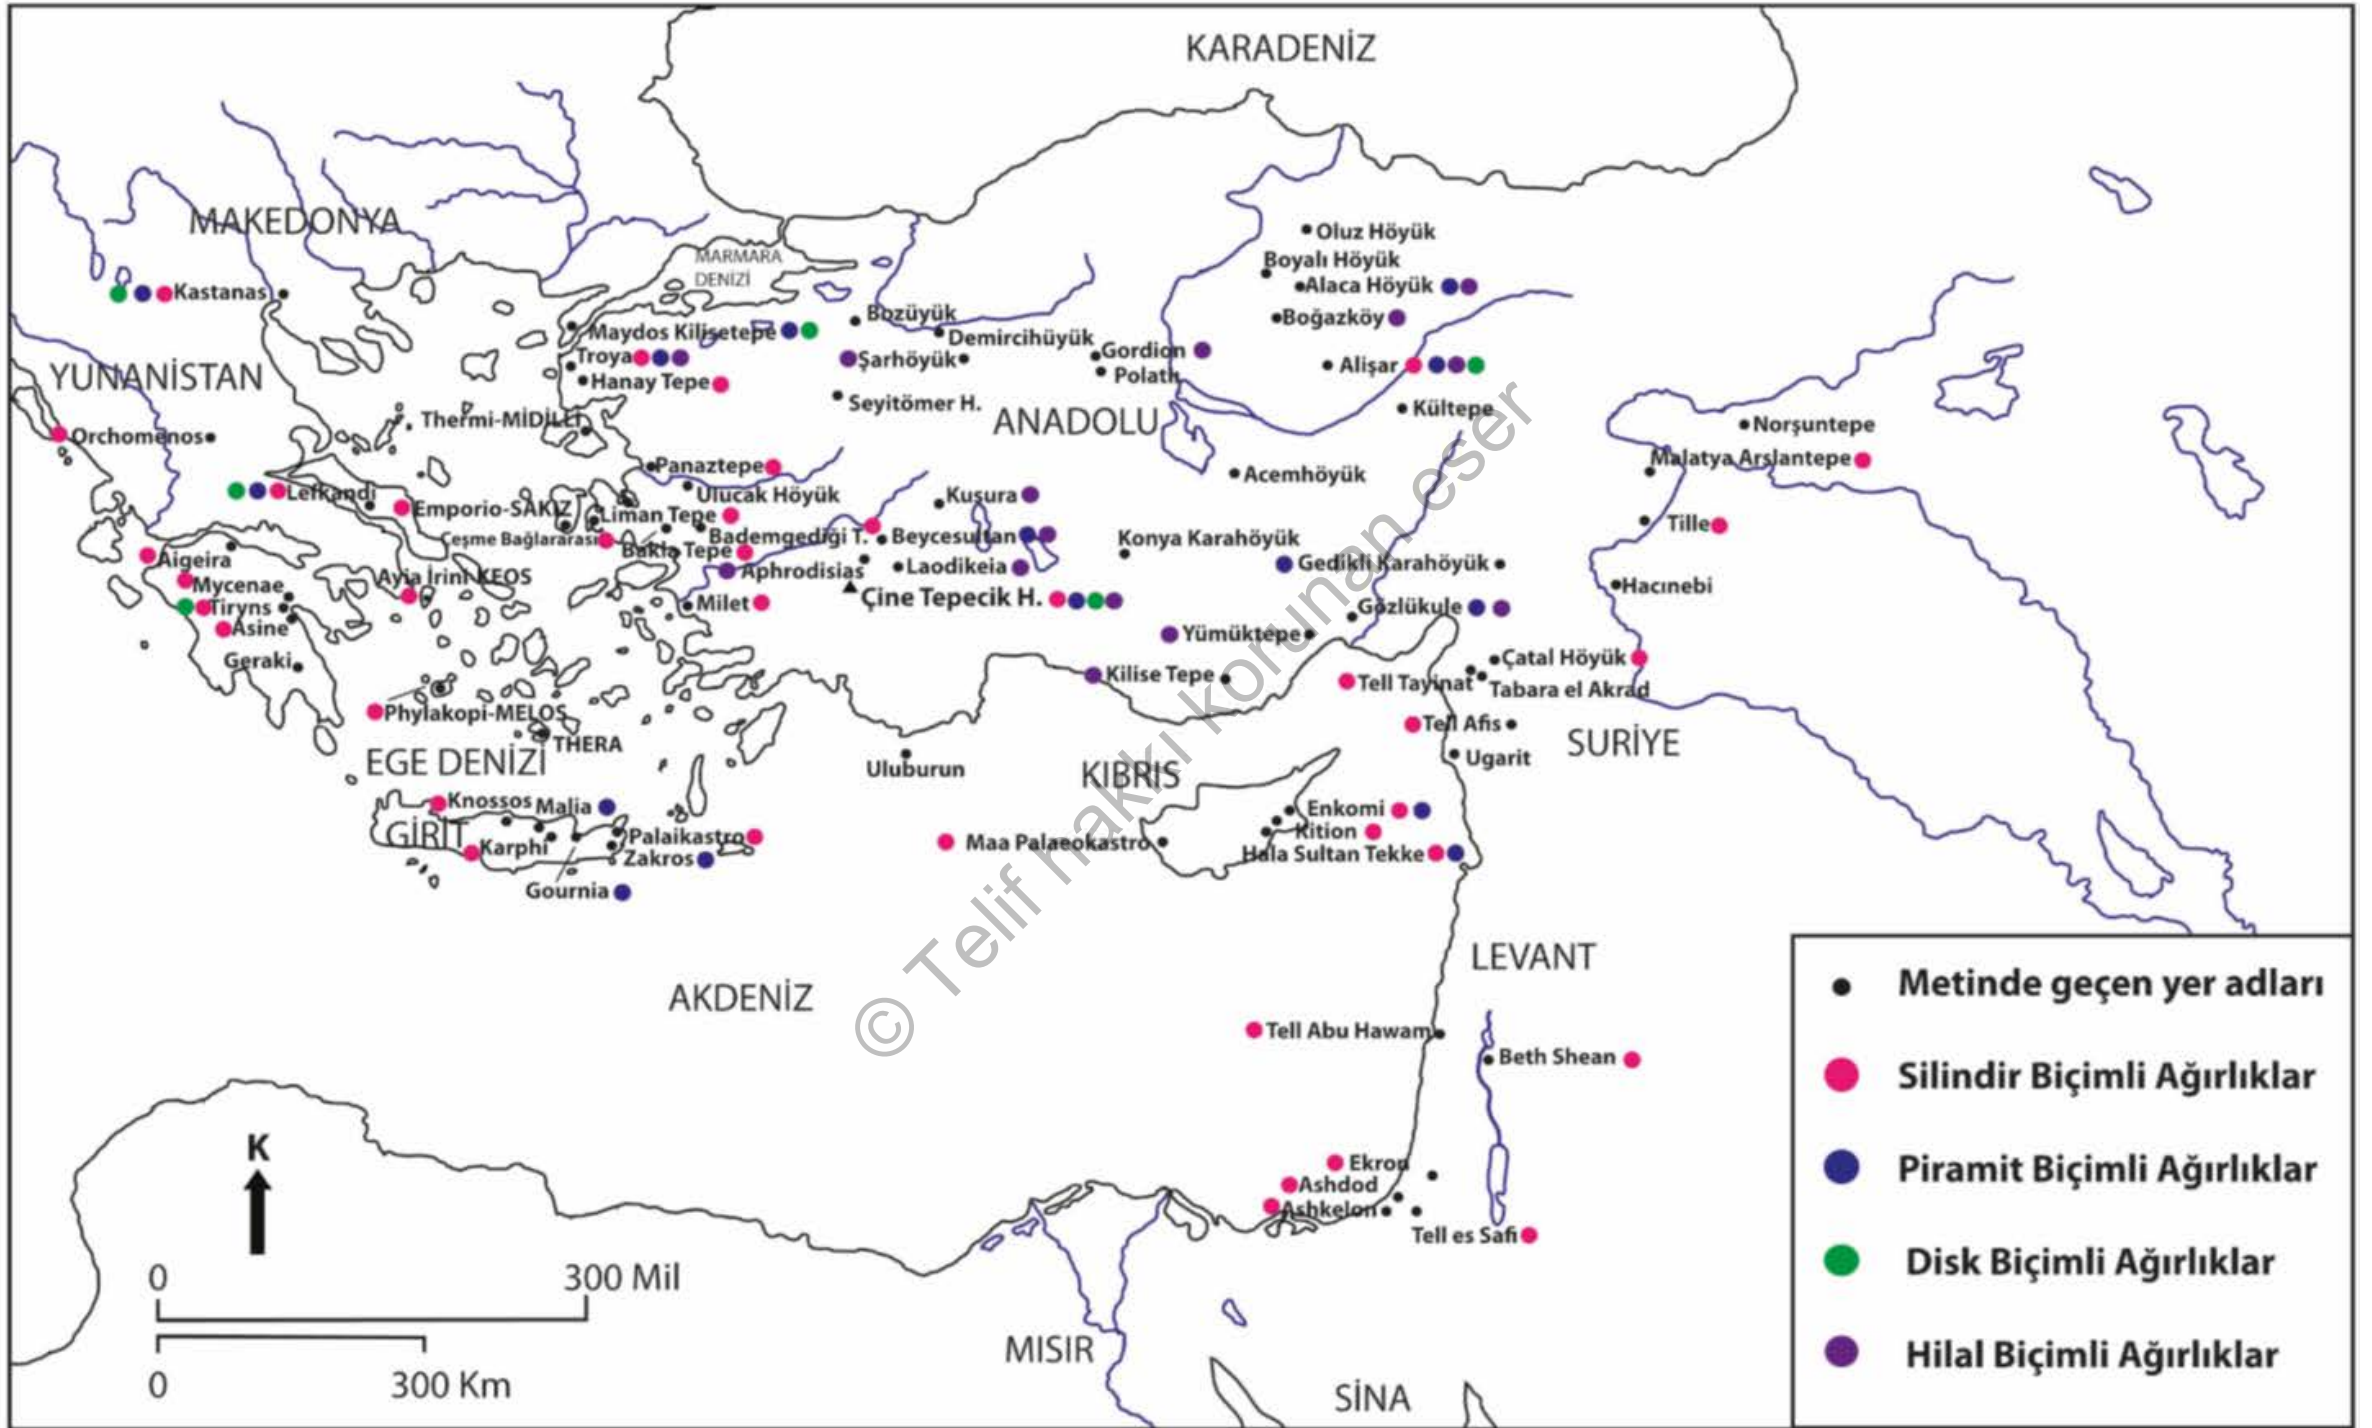 KARADENİZ
MAKEDONYA
MARMARA
DENİZİ
Oluz Höyük
Boyalı Höyük
Alaca Höyük
Kastanas
Bozüyük
Boğazköy
Maydos Kilisetepe
Demircihüyük
Troya
Şarhöyük
Gordion
Alişar
YUNANİSTAN
Hanay Tepe
Polatlı
Seyitömer H.
ANADOLU
Kültepe
Thermi-MİDİLLİ
Norşuntepe
Orchomenos
Malatya Arslantepe
Panaztepe
Acemhöyük
Lefkandi
Ulucak Höyük
Kusura
Emporio-SAKIZ
Liman Tepe
Tille
Çeşme Bağlararası
Bademgediği T.
Beycesultan
Konya Karahöyük
Bakla Tepe
Aigeira
Aphrodisias
Laodikeia
Gedikli Karahöyük
Mycenae
Ayia İrini-KEOS
Hacınebi
Tiryns
Milet
Çine Tepecik H.
Gözlükule
Asine
Yümüktepe
Geraki
Çatal Höyük
Kilise Tepe
Tell Tayinat
Tabara el Akrad
Phylakopi-MELOS
Tell Afis
THERA
SURİYE
EGE DENİZİ
Uluburun
KIBRIS
Ugarit
Knossos
Malia
Enkomi
GİRİT
Karphi
Palaikastro
Maa Palaeokastro
Kition
Zakros
Hala Sultan Tekke
Gournia
LEVANT
AKDENİZ
Tell Abu Hawam
Beth Shean
Ekron
Ashdod
Ashkelon
Tell es Safi
K
0 300 Mil
0 300 Km
MISIR
SİNA
Metinde geçen yer adları
Silindir Biçimli Ağırlıklar
Piramit Biçimli Ağırlıklar
Disk Biçimli Ağırlıklar
Hilal Biçimli Ağırlıklar
© Telif hakkı korunan eser